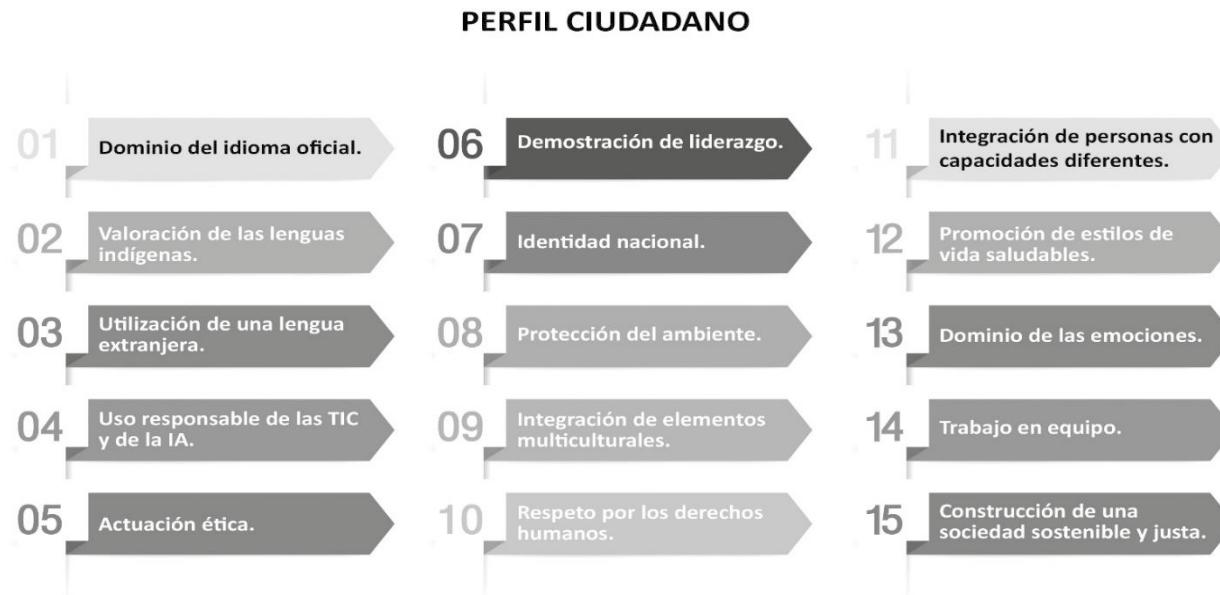 PERFIL CIUDADANO
01
Dominio del idioma oficial.
02
Valoración de las lenguas
indígenas.
03
Utilización de una lengua
extranjera.
04
Uso responsable de las TIC
y de la IA.
05
Actuación ética.
06
Demostración de liderazgo.
07
Identidad nacional.
08
Protección del ambiente.
09
Integración de elementos
multiculturales.
10
Respeto por los derechos
humanos.
11
Integración de personas con
capacidades diferentes.
12
Promoción de estilos de
vida saludables.
13
Dominio de las emociones.
14
Trabajo en equipo.
15
Construcción de una
sociedad sostenible y justa.